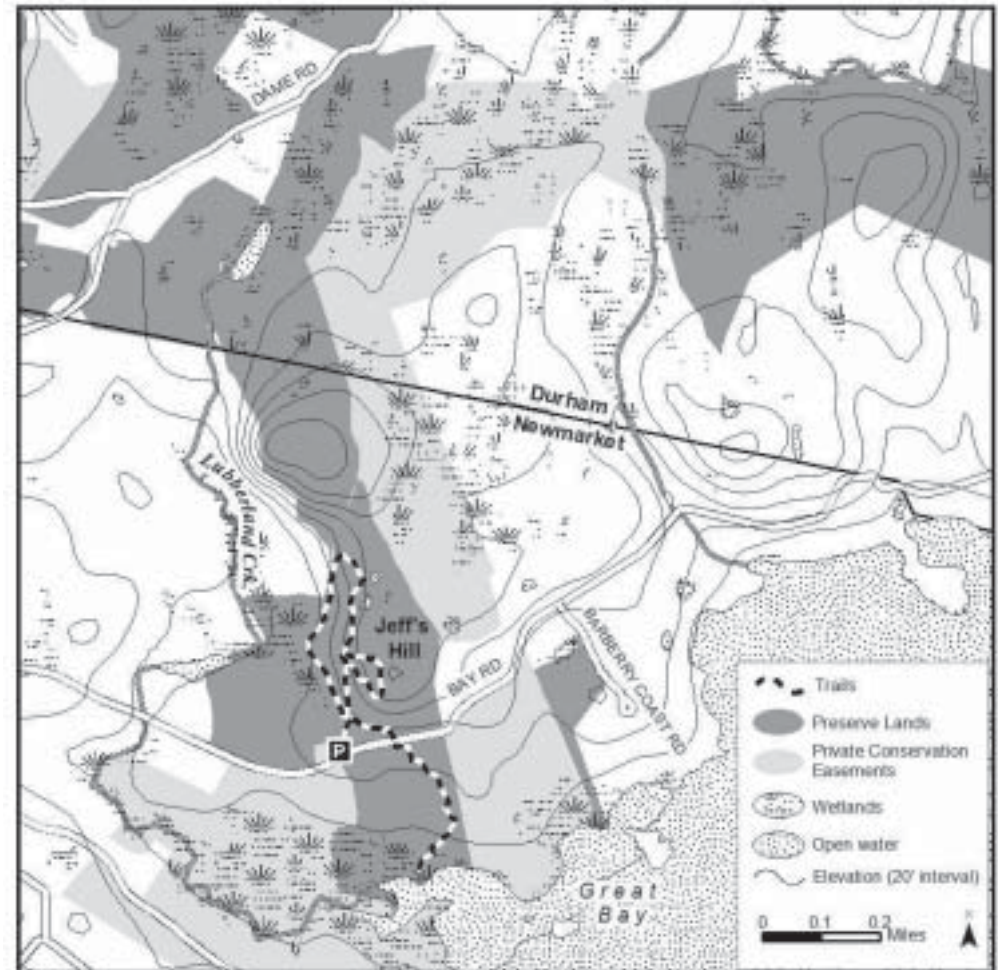 DAME RD
Durham
Newmarket
Lubberland Crk.
Jeff's
Hill
BAY RD
BARBERRY COAST RD
P
Great
Bay
Trails
Preserve Lands
Private Conservation
Easements
Wetlands
Open water
Elevation (20' interval)
0 0.1 0.2
Miles